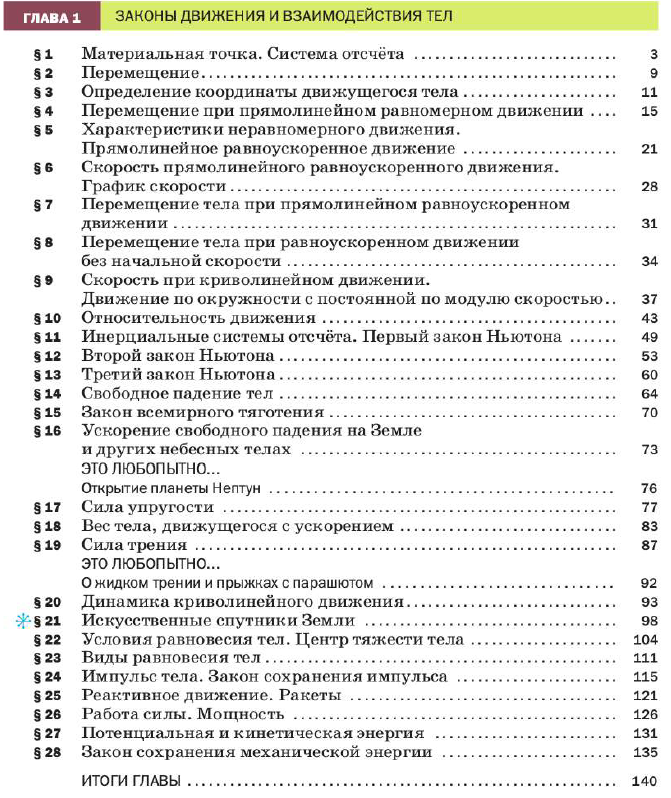 ГЛАВА 1 ЗАКОНЫ ДВИЖЕНИЯ И ВЗАИМОДЕЙСТВИЯ ТЕЛ
§ 1 Материальная точка. Система отсчёта ............................ 3
§ 2 Перемещение.................................................... 9
§ 3 Определение координаты движущегося тела ..................... 11
§ 4 Перемещение при прямолинейном равномерном движении .... 15
§ 5 Характеристики неравномерного движения.
Прямолинейное равноускоренное движение ..................... 21
§ 6 Скорость прямолинейного равноускоренного движения.
График скорости ................................................. 28
§ 7 Перемещение тела при прямолинейном равноускоренном
движении ........................................................ 31
§ 8 Перемещение тела при равноускоренном движении
без начальной скорости .......................................... 34
§ 9 Скорость при криволинейном движении.
Движение по окружности с постоянной по модулю скоростью.. 37
§ 10 Относительность движения ....................................... 43
§ 11 Инерциальные системы отсчёта. Первый закон Ньютона ....... 49
§ 12 Второй закон Ньютона ........................................... 53
§ 13 Третий закон Ньютона ........................................... 60
§ 14 Свободное падение тел .......................................... 64
§ 15 Закон всемирного тяготения ..................................... 70
§ 16 Ускорение свободного падения на Земле
и других небесных телах ......................................... 73
ЭТО ЛЮБОПЫТНО...
Открытие планеты Нептун ......................................... 76
§ 17 Сила упругости ................................................. 77
§ 18 Вес тела, движущегося с ускорением ............................. 83
§ 19 Сила трения .................................................... 87
ЭТО ЛЮБОПЫТНО...
О жидком трении и прыжках с парашютом ........................... 92
§ 20 Динамика криволинейного движения............................ 93
§ 21 Искусственные спутники Земли ................................ 98
§ 22 Условия равновесия тел. Центр тяжести тела .................. 104
§ 23 Виды равновесия тел............................................. 111
§ 24 Импульс тела. Закон сохранения импульса ..................... 115
§ 25 Реактивное движение. Ракеты .................................. 121
§ 26 Работа силы. Мощность ......................................... 126
§ 27 Потенциальная и кинетическая энергия ........................ 131
§ 28 Закон сохранения механической энергии ....................... 135
ИТОГИ ГЛАВЫ .................................................... 140